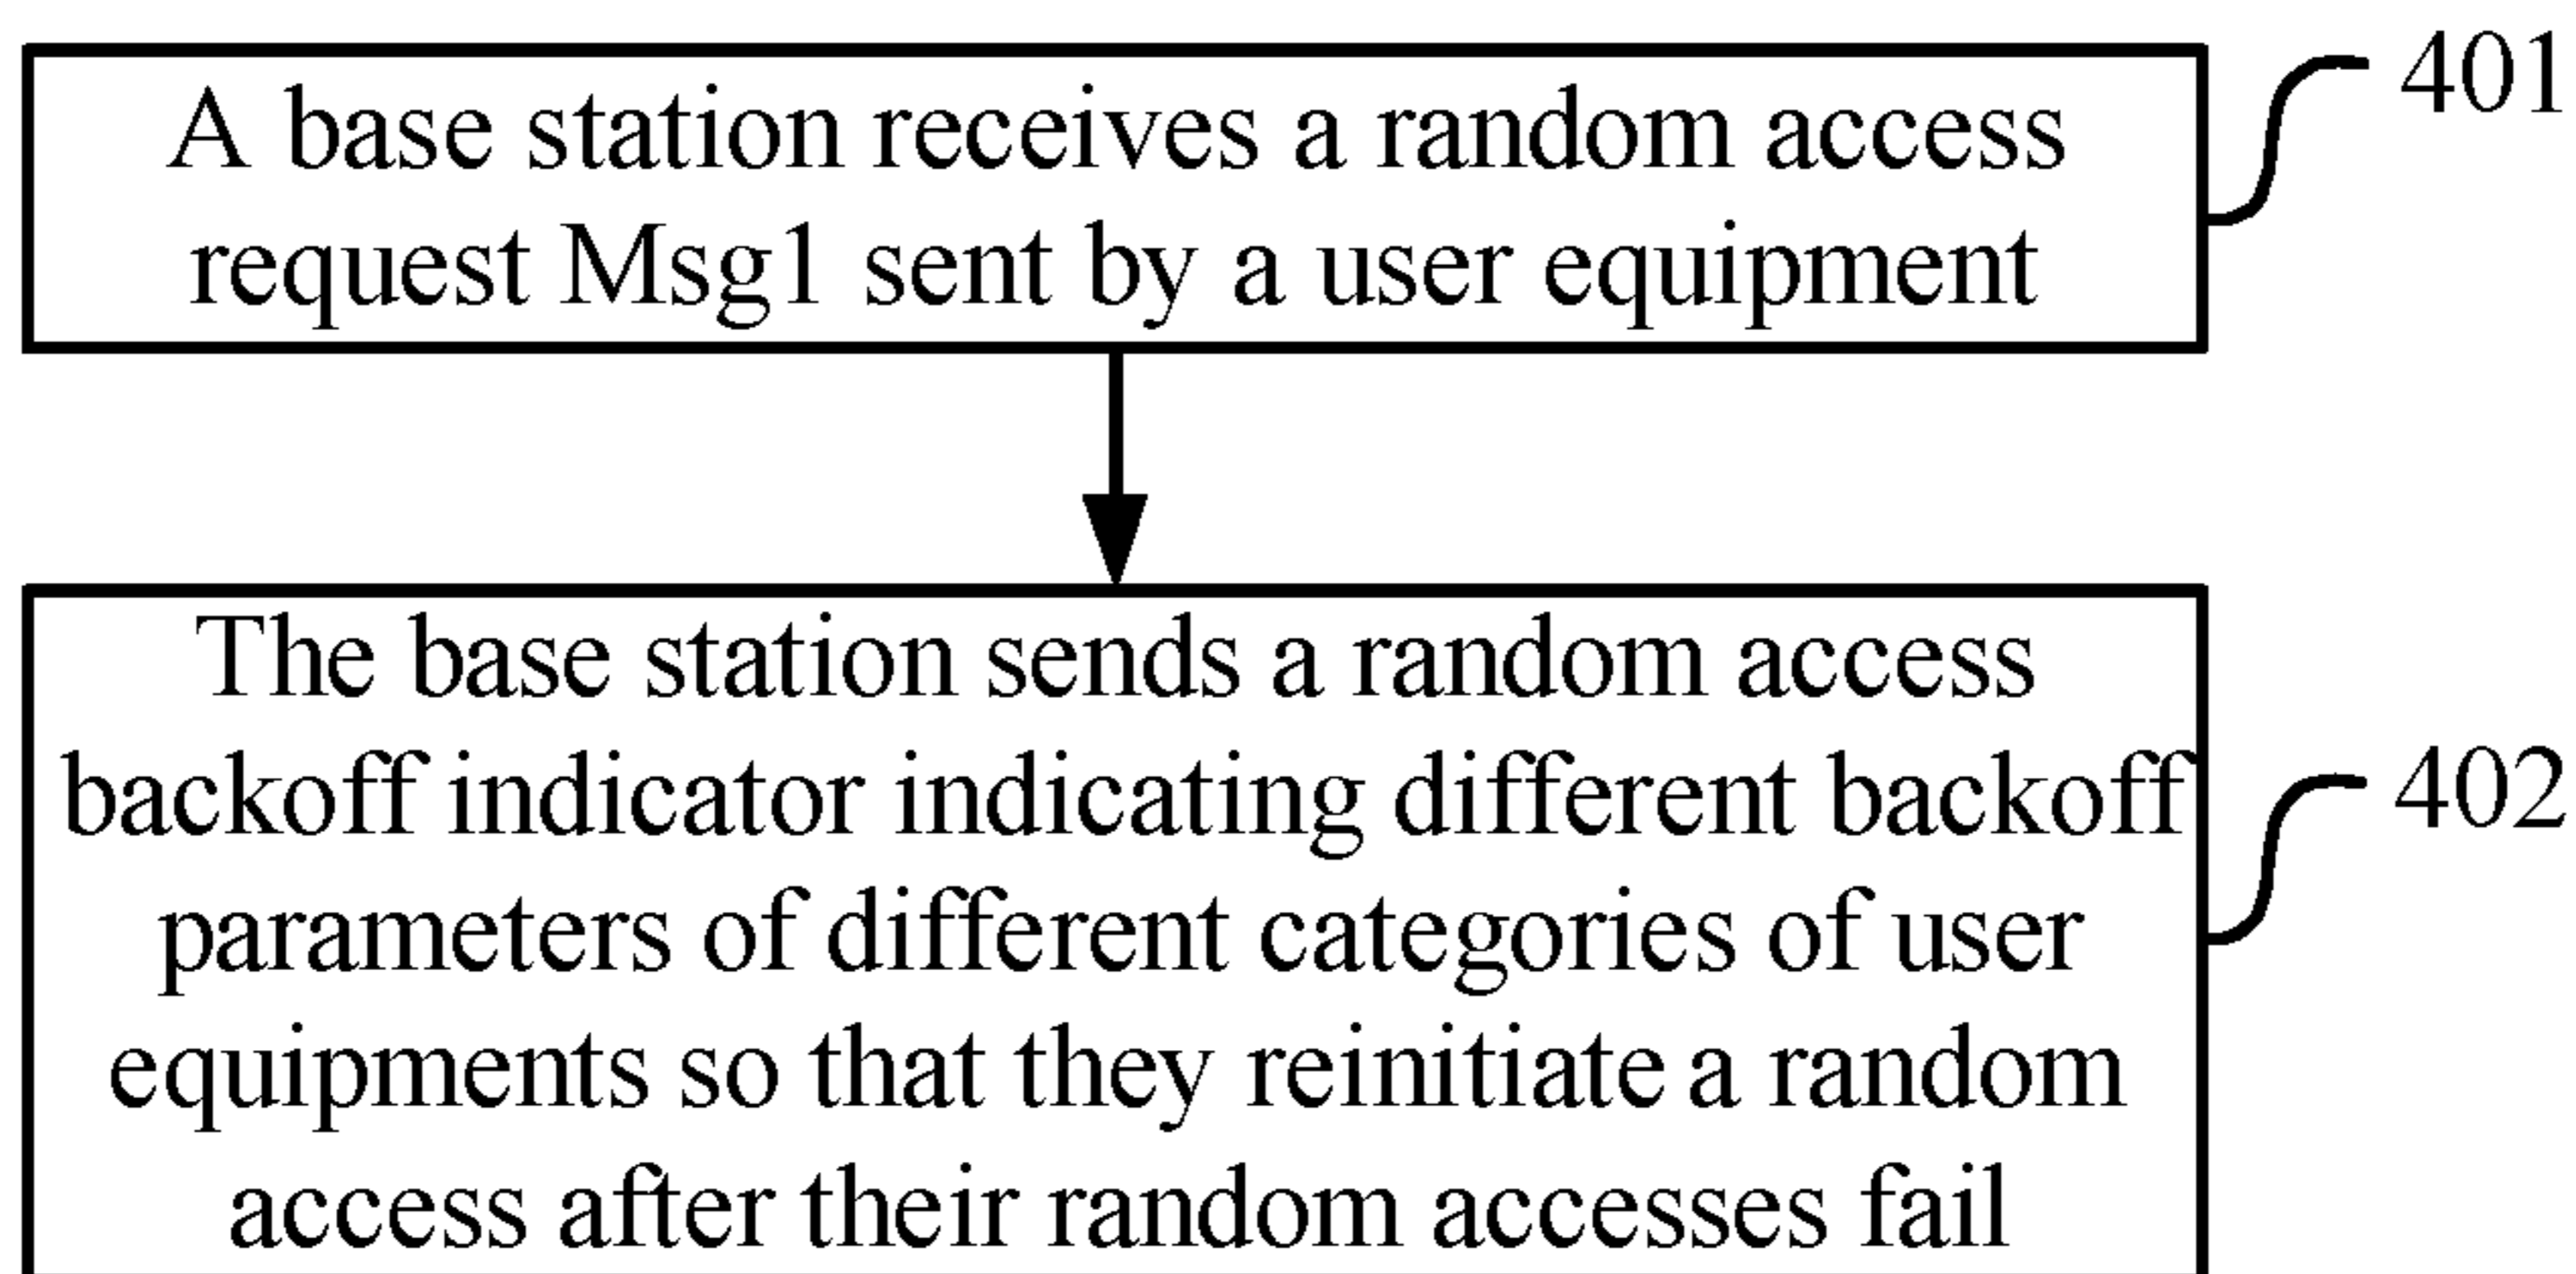 A base station receives a random access
request Msg1 sent by a user equipment
401
The base station sends a random access
backoff indicator indicating different backoff
parameters of different categories of user
equipments so that they reinitiate a random
access after their random accesses fail
402